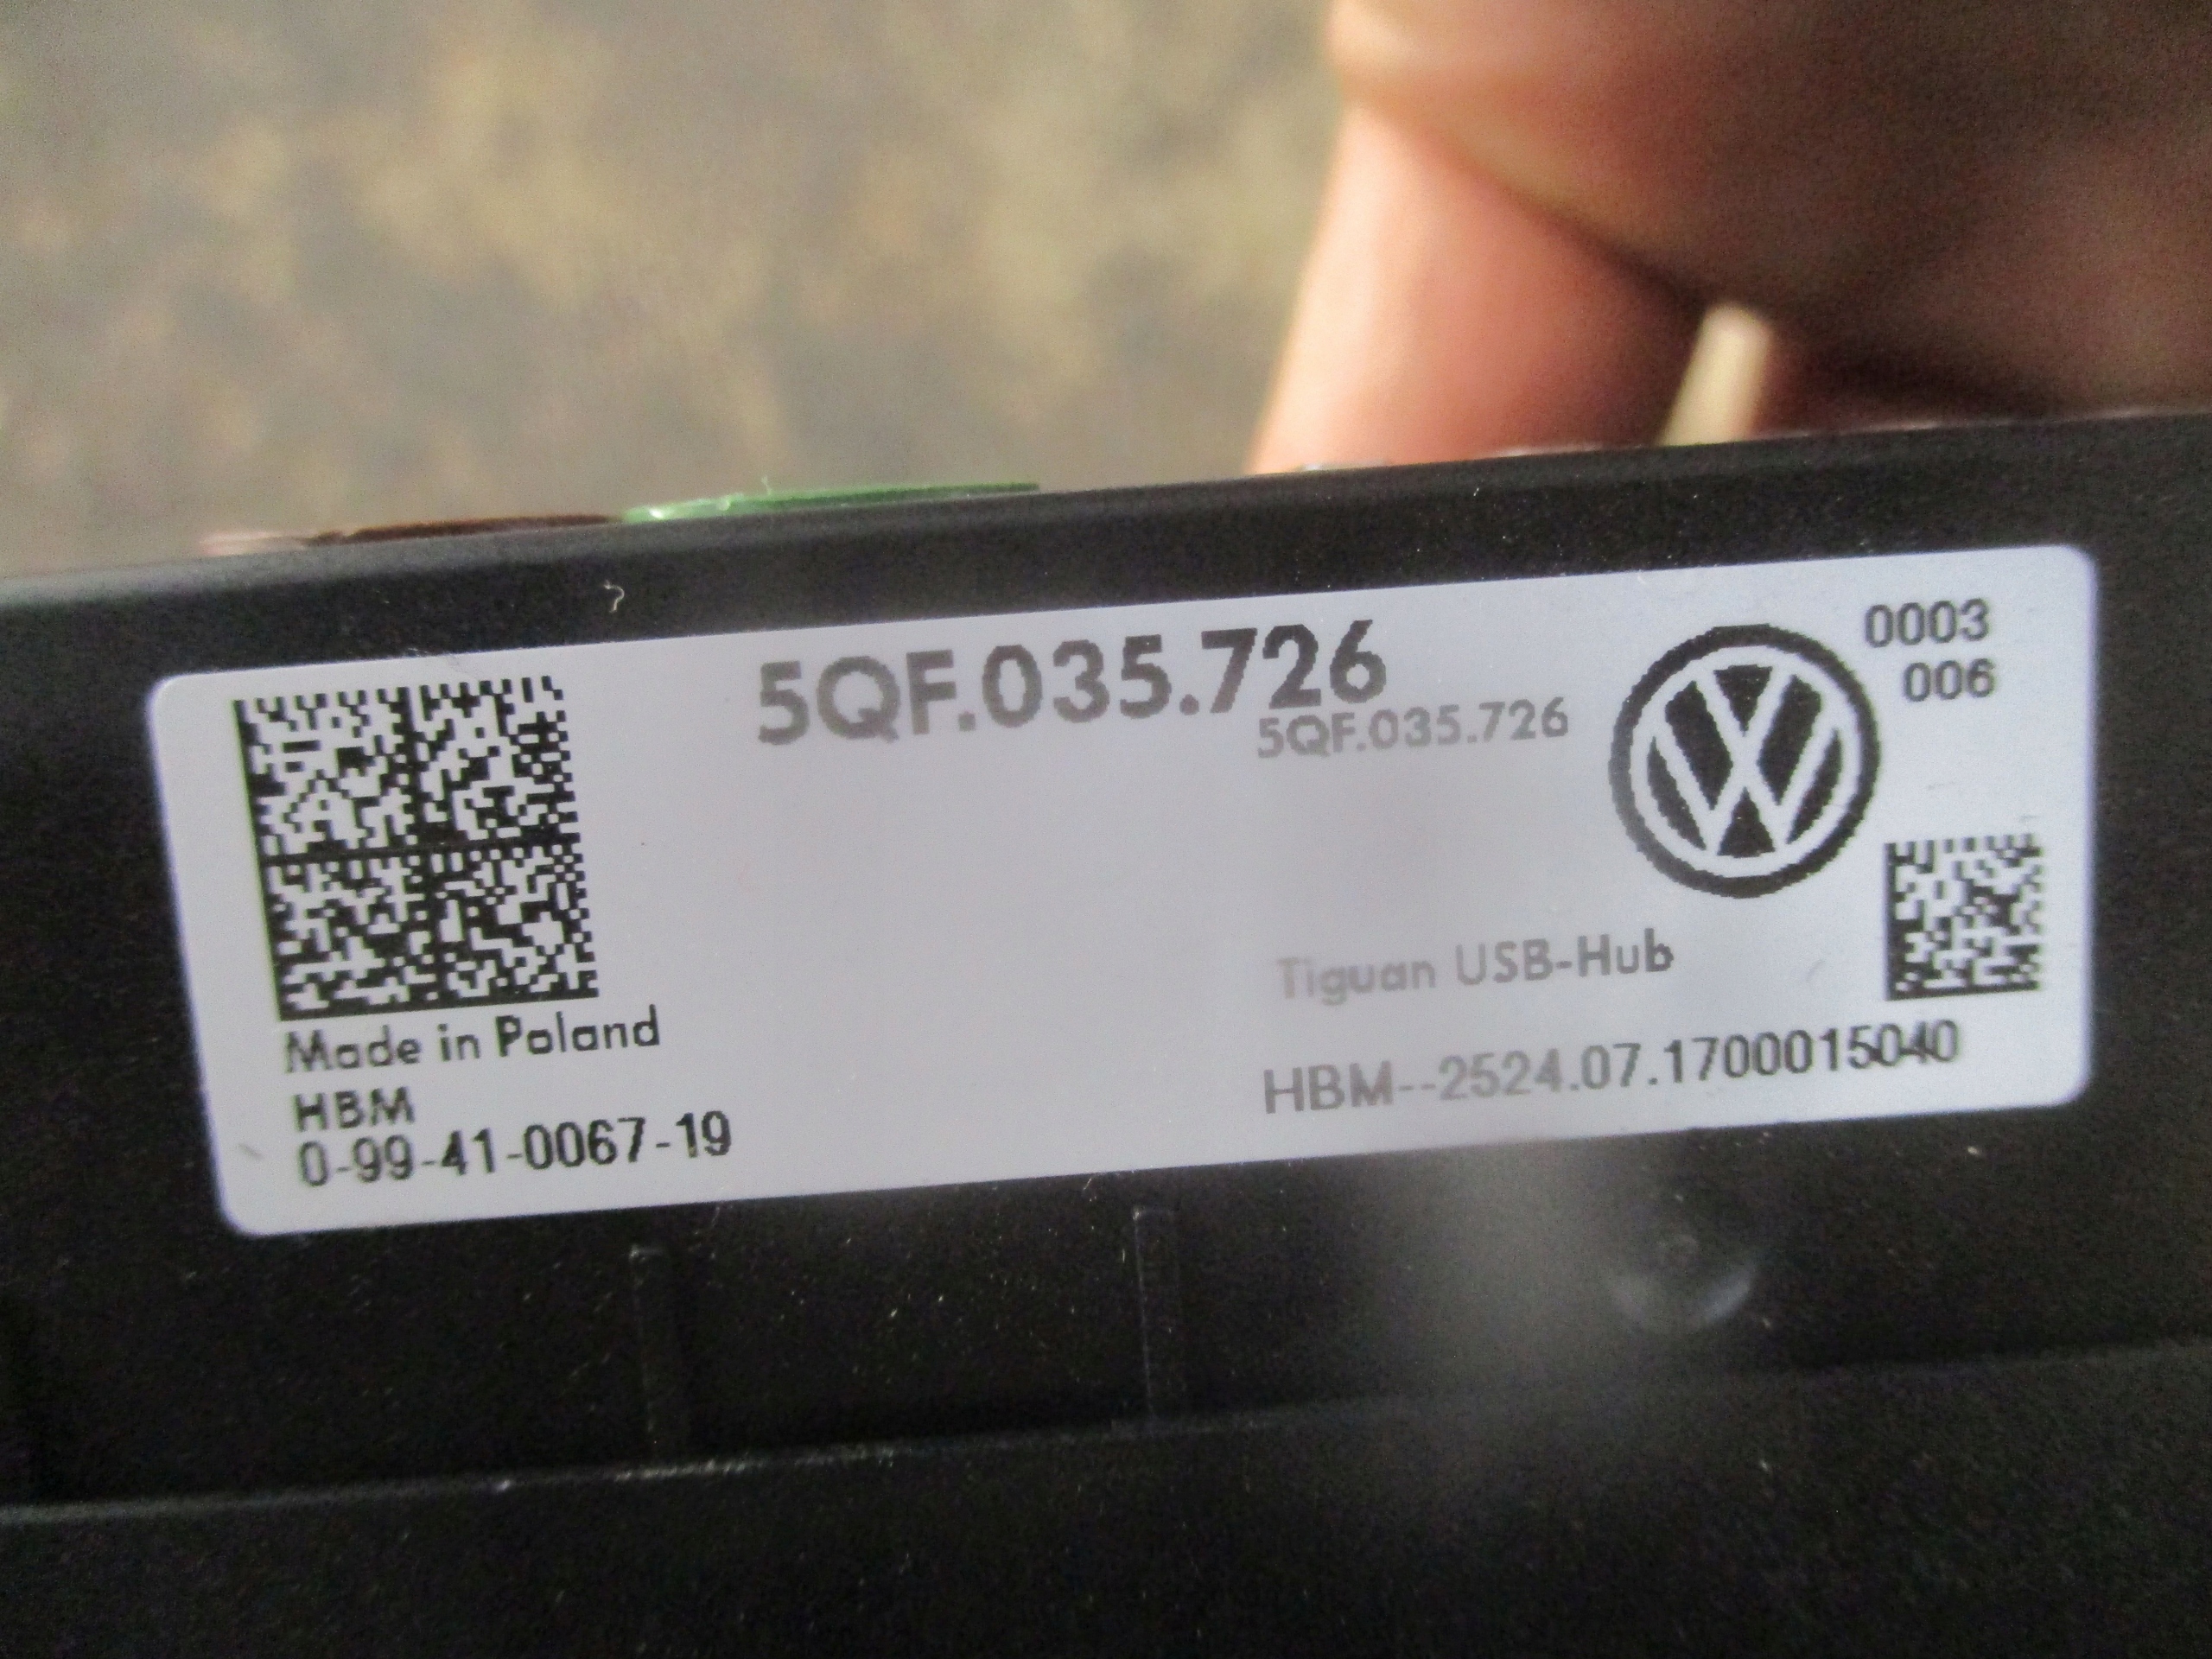 5QF.035.726
5QF.035.726
0003
006
Tiguan USB-Hub
HBM--2524.07.1700015040
Made in Poland
HBM
0-99-41-0067-19